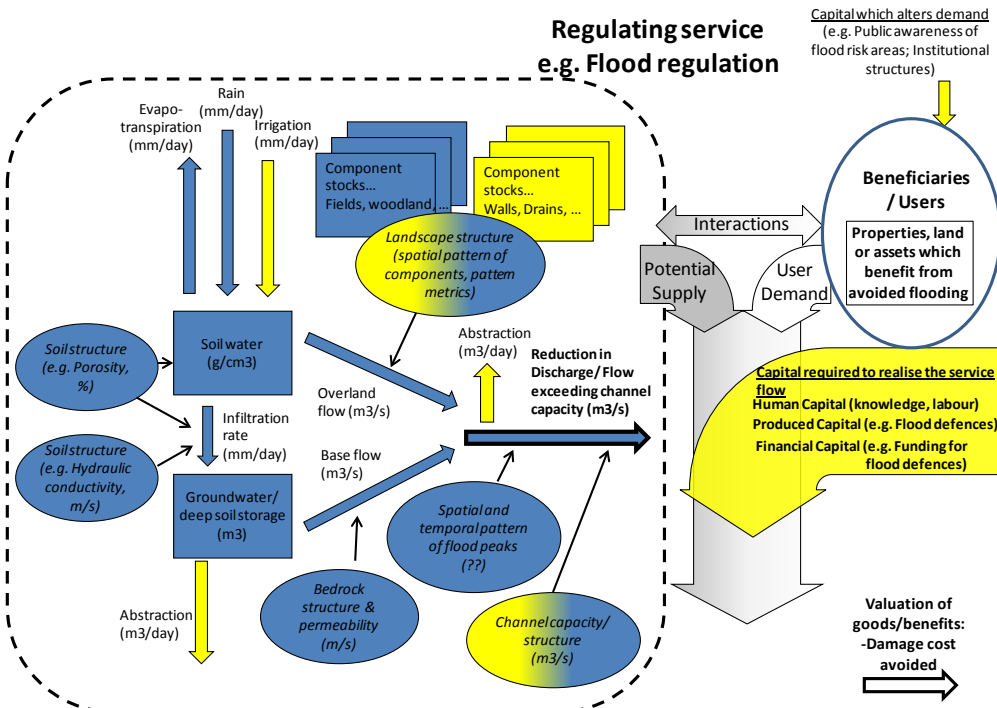 Regulating service
e.g. Flood regulation
Capital which alters demand
(e.g. Public awareness of
flood risk areas; Institutional
structures)
Evapo-
transpiration
(mm/day)
Rain
(mm/day)
Irrigation
(mm/day)
Component
stocks…
Fields, woodland, …
Component
stocks…
Walls, Drains, …
Landscape structure
(spatial pattern of
components, pattern
metrics)
Beneficiaries
/ Users
Properties, land
or assets which
benefit from
avoided flooding
Interactions
Potential
Supply
User
Demand
Soil structure
(e.g. Porosity,
%)
Soil water
(g/cm3)
Overland
flow (m3/s)
Abstraction
(m3/day)
Reduction in
Discharge/ Flow
exceeding channel
capacity (m3/s)
Capital required to realise the service
flow
Human Capital (knowledge, labour)
Produced Capital (e.g. Flood defences)
Financial Capital (e.g. Funding for
flood defences)
Infiltration
rate
(mm/day)
Soil structure
(e.g. Hydraulic
conductivity,
m/s)
Base flow
(m3/s)
Groundwater/
deep soil storage
(m3)
Spatial and
temporal pattern
of flood peaks
(??)
Bedrock
structure &
permeability
(m/s)
Abstraction
(m3/day)
Channel capacity/
structure
(m3/s)
Valuation of
goods/benefits:
-Damage cost
avoided